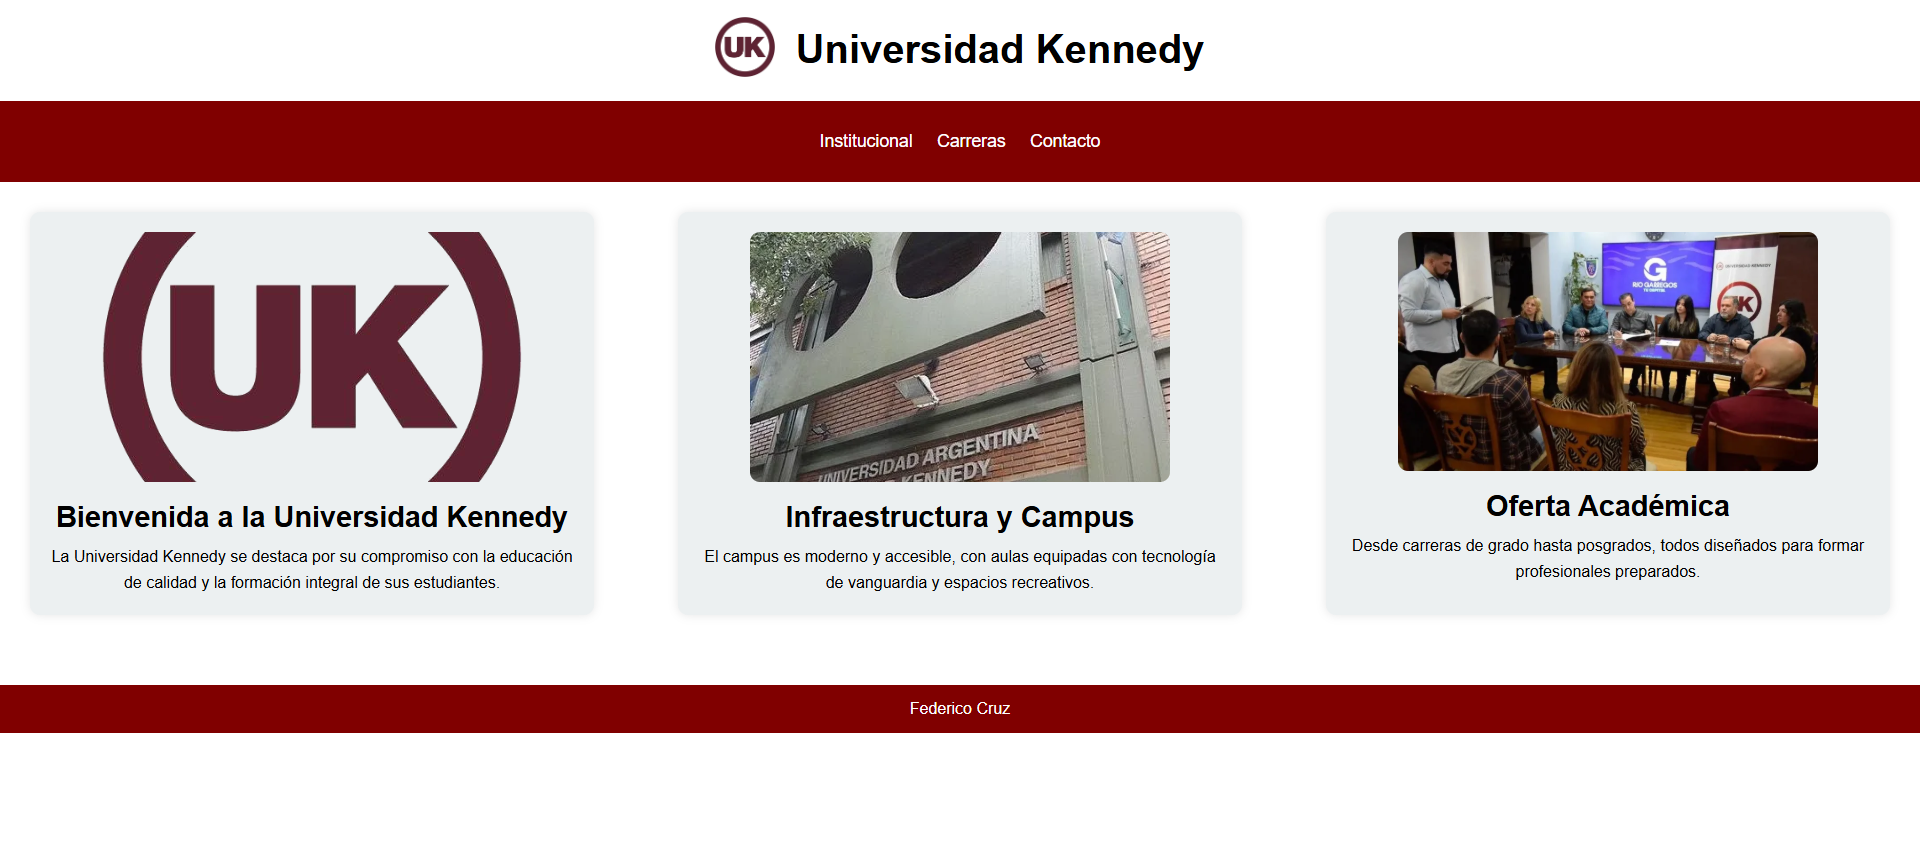 UK
Universidad Kennedy
Institucional Carreras Contacto
UK
Bienvenida a la Universidad Kennedy
La Universidad Kennedy se destaca por su compromiso con la educación
de calidad y la formación integral de sus estudiantes.
UNIVERSIDAD ARGENTINA
KENNEDY
Infraestructura y Campus
El campus es moderno y accesible, con aulas equipadas con tecnología
de vanguardia y espacios recreativos.
G
RIO GALLEGOS
UNIVERSIDAD KENNEDY
UK
Oferta Académica
Desde carreras de grado hasta posgrados, todos diseñados para formar
profesionales preparados.
Federico Cruz